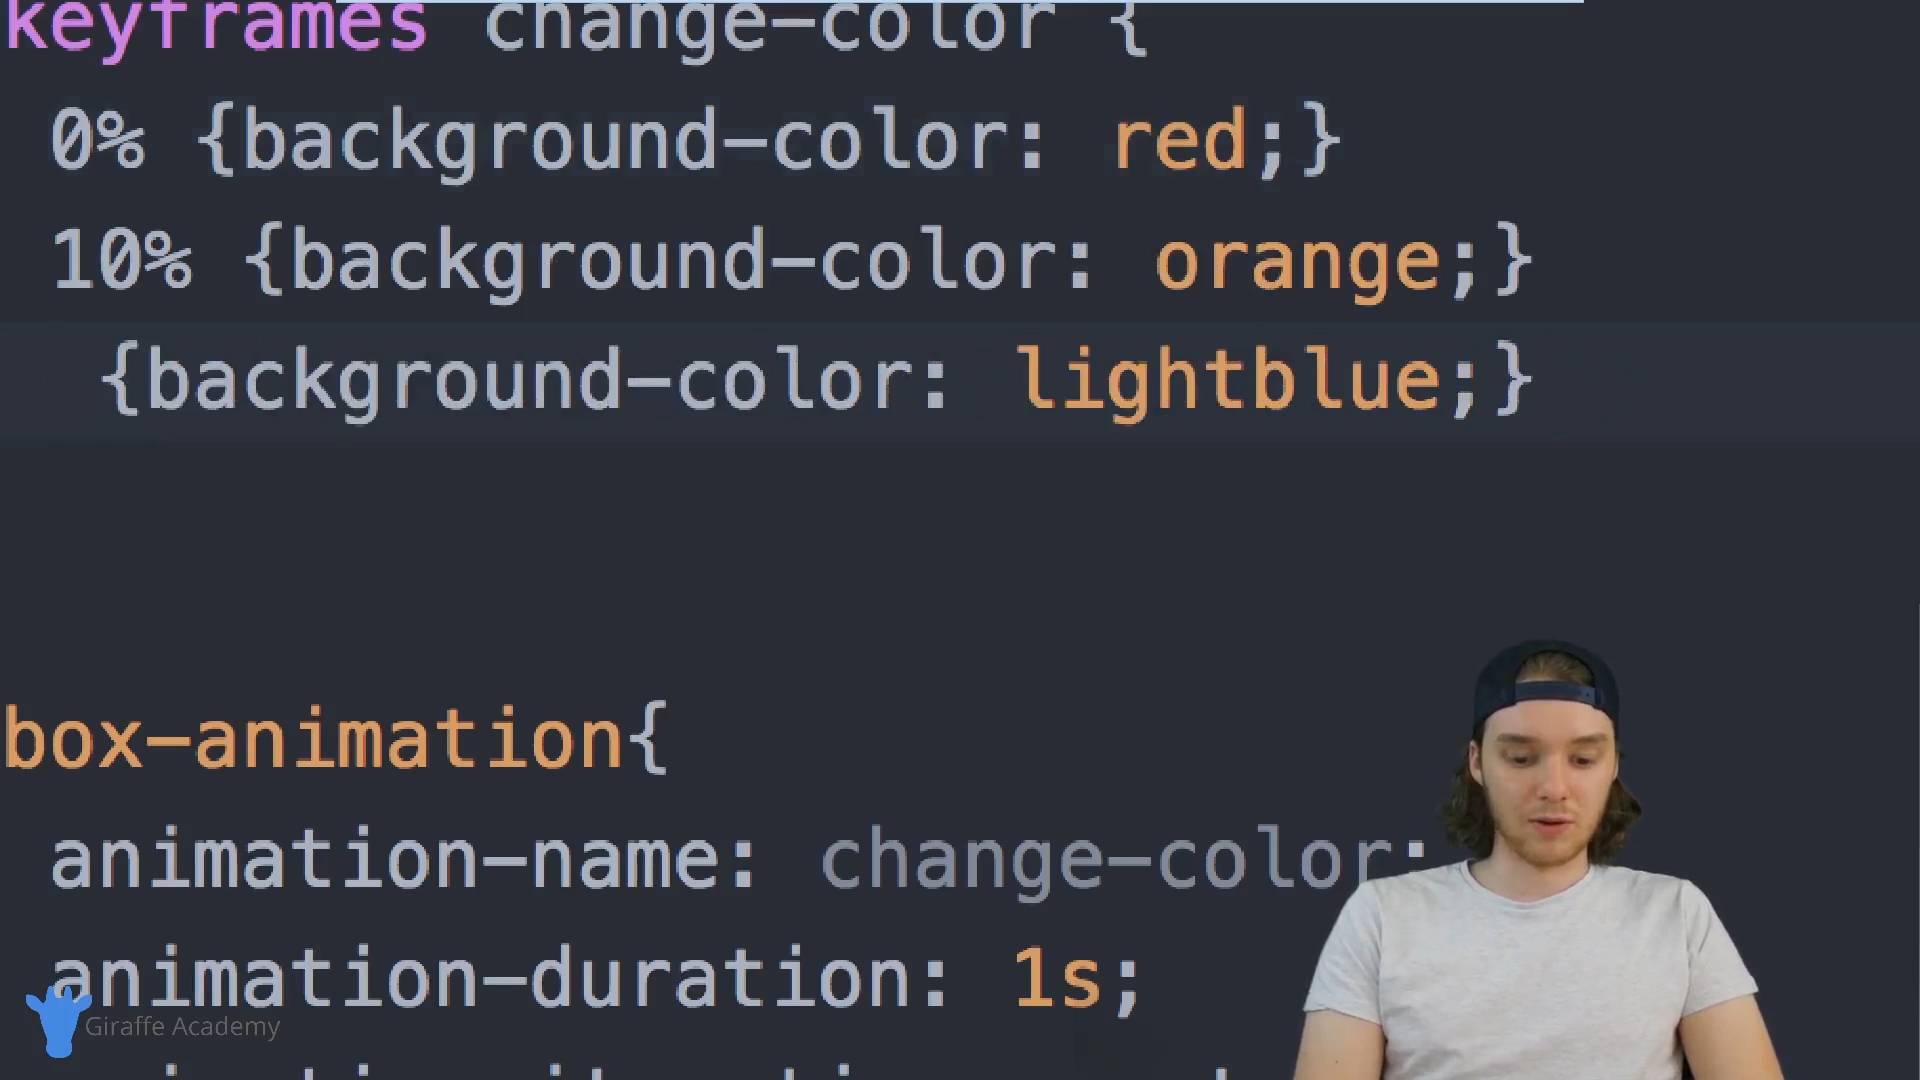 keyframes change-color {
0% {background-color: red;}
10% {background-color: orange;}
{background-color: lightblue;}
box-animation{
animation-name: change-color
animation-duration: 1s;
Giraffe Academy